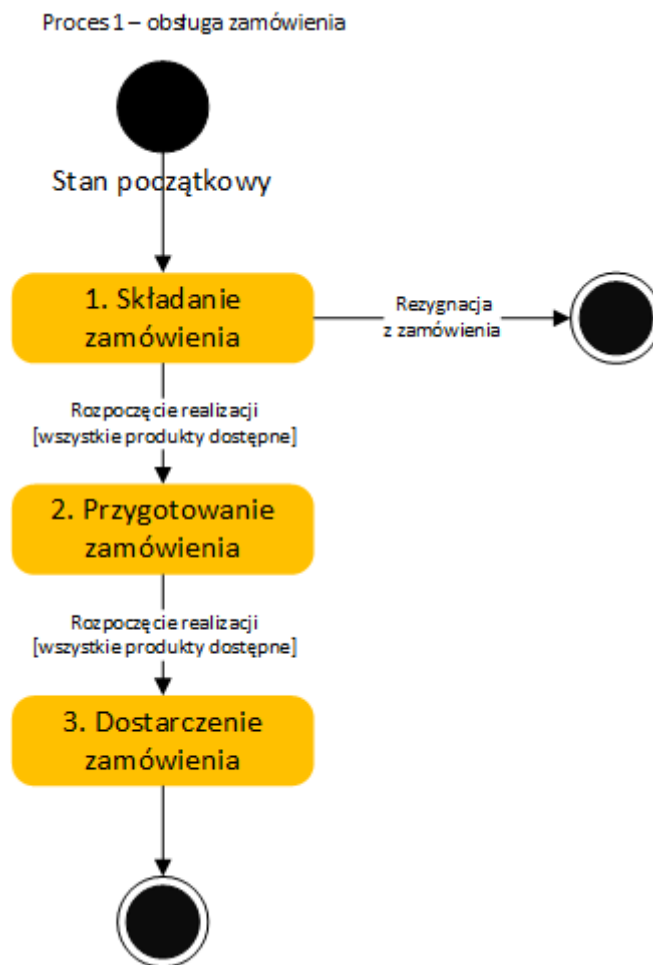 Proces 1 – obsługa zamówienia
Stan początkowy
1. Składanie
zamówienia
Rezygnacja
z zamówienia
Rozpoczęcie realizacji
[wszystkie produkty dostępne]
2. Przygotowanie
zamówienia
Rozpoczęcie realizacji
[wszystkie produkty dostępne]
3. Dostarczenie
zamówienia